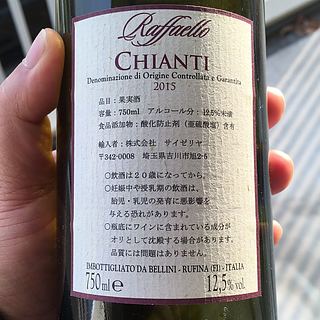 Raffaello
CHIANTI
Denominazione di Origine Controllata e Garantita
2015
品目：果実酒
容量：750ml アルコール分：12.5%未満
食品添加物：酸化防止剤（亜硫酸塩）含有
輸入者：株式会社 サイゼリヤ
〒342-0008 埼玉県吉川市旭2-5
○飲酒は２０歳になってから。
○妊娠中や授乳期の飲酒は、
胎児・乳児の発育に悪影響を
与える恐れがあります。
○瓶底にワインに含まれている成分が
オリとして沈殿する場合があります。
品質には問題はありません。
IMBOTTIGLIATO DA BELLINI - RUFINA (FI) - ITALIA
750 ml e 12,5% vol.